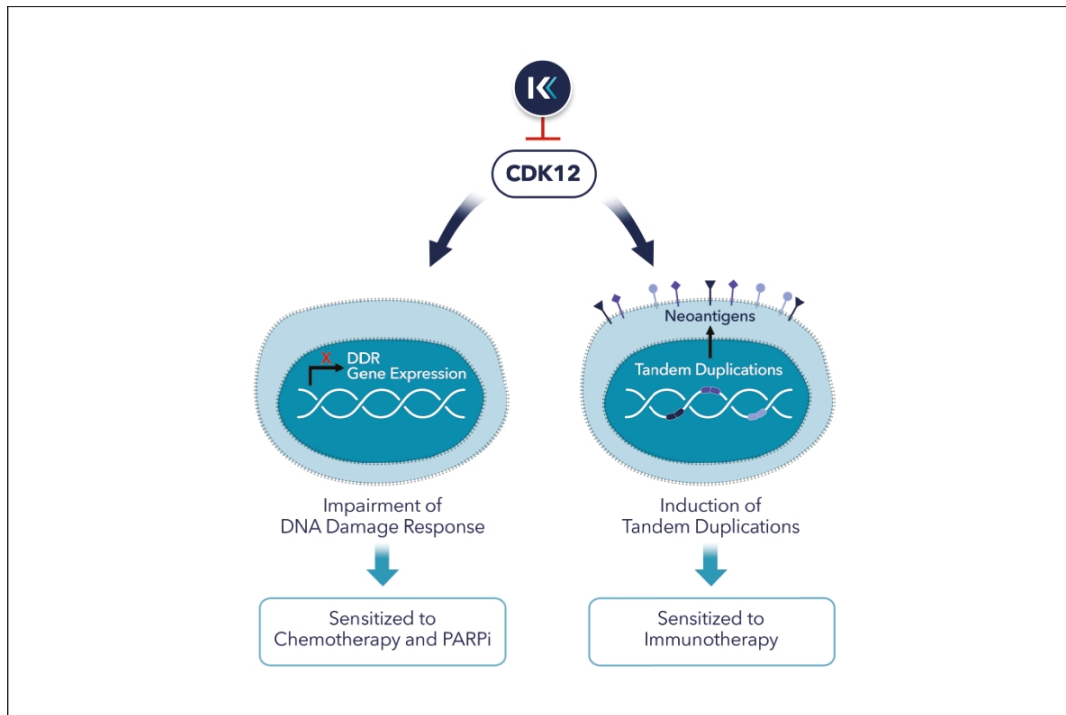 K
CDK12
X
DDR
Gene Expression
Neoantigens
Tandem Duplications
Impairment of
DNA Damage Response
Induction of
Tandem Duplications
Sensitized to
Chemotherapy and PARPi
Sensitized to
Immunotherapy